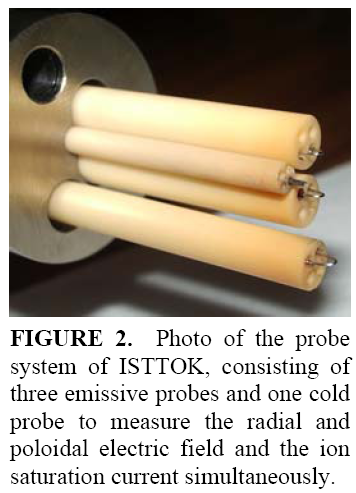 FIGURE 2. Photo of the probe
system of ISTTOK, consisting of
three emissive probes and one cold
probe to measure the radial and
poloidal electric field and the ion
saturation current simultaneously.